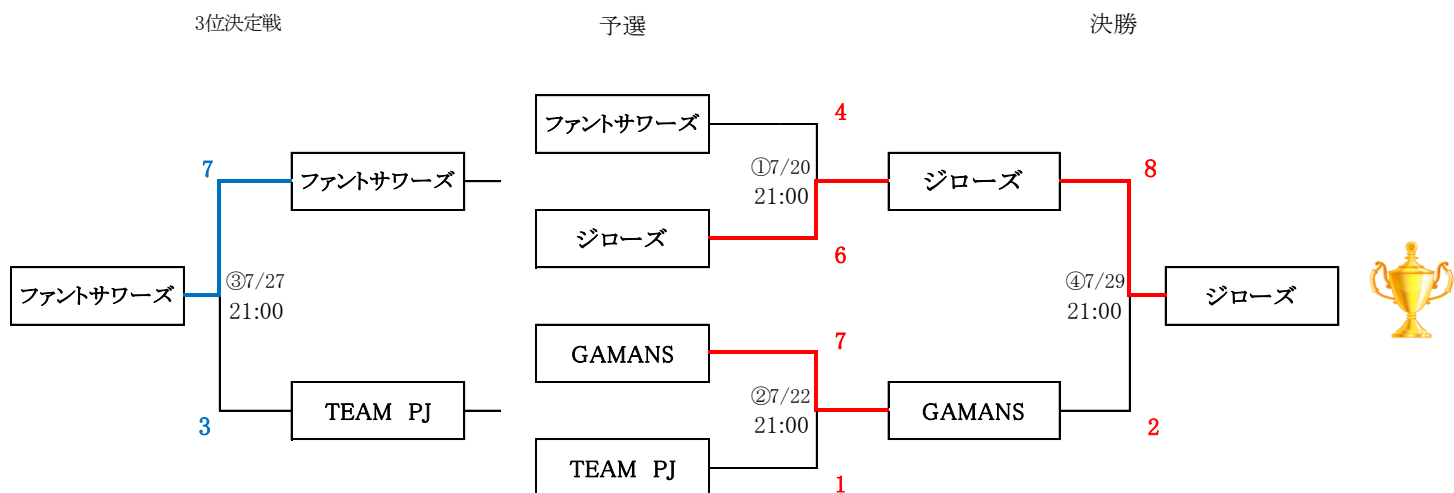 3位決定戦
予選
決勝
ファントサワーズ
4
7
ファントサワーズ
①7/20
21:00
ジローズ
8
ジローズ
6
ファントサワーズ
③7/27
21:00
④7/29
21:00
ジローズ
GAMANS
7
3
TEAM PJ
②7/22
21:00
GAMANS
2
TEAM PJ
1